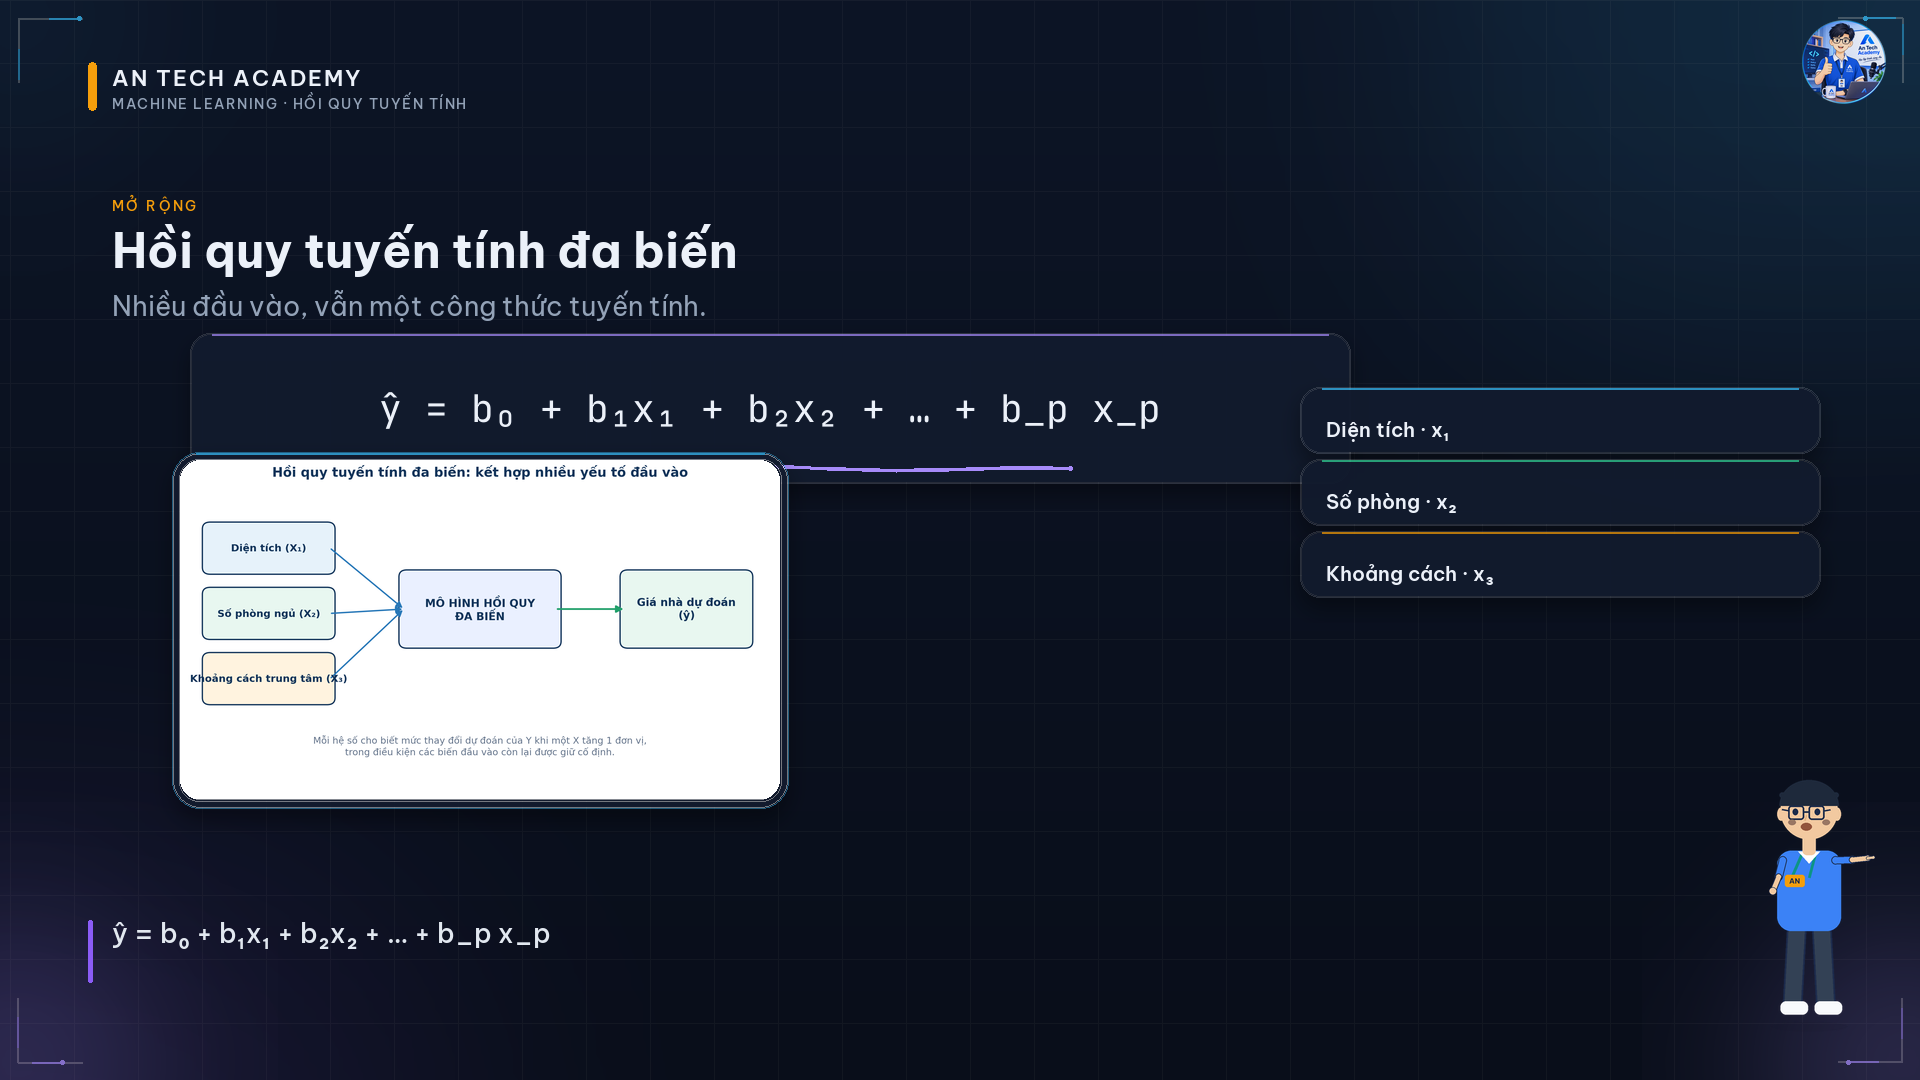 AN TECH ACADEMY
MACHINE LEARNING · HỒI QUY TUYẾN TÍNH
An Tech
Academy
MỞ RỘNG
Hồi quy tuyến tính đa biến
Nhiều đầu vào, vẫn một công thức tuyến tính.
ŷ = b₀ + b₁x₁ + b₂x₂ + … + b_p x_p
Diện tích · x₁
Số phòng · x₂
Khoảng cách · x₃
Hồi quy tuyến tính đa biến: kết hợp nhiều yếu tố đầu vào
Diện tích (X₁)
Số phòng ngủ (X₂)
Khoảng cách trung tâm (X₃)
MÔ HÌNH HỒI QUY
ĐA BIẾN
Giá nhà dự đoán
(ŷ)
Mỗi hệ số cho biết mức thay đổi dự đoán của Y khi một X tăng 1 đơn vị,
trong điều kiện các biến đầu vào còn lại được giữ cố định.
AN
ŷ = b₀ + b₁x₁ + b₂x₂ + … + b_p x_p